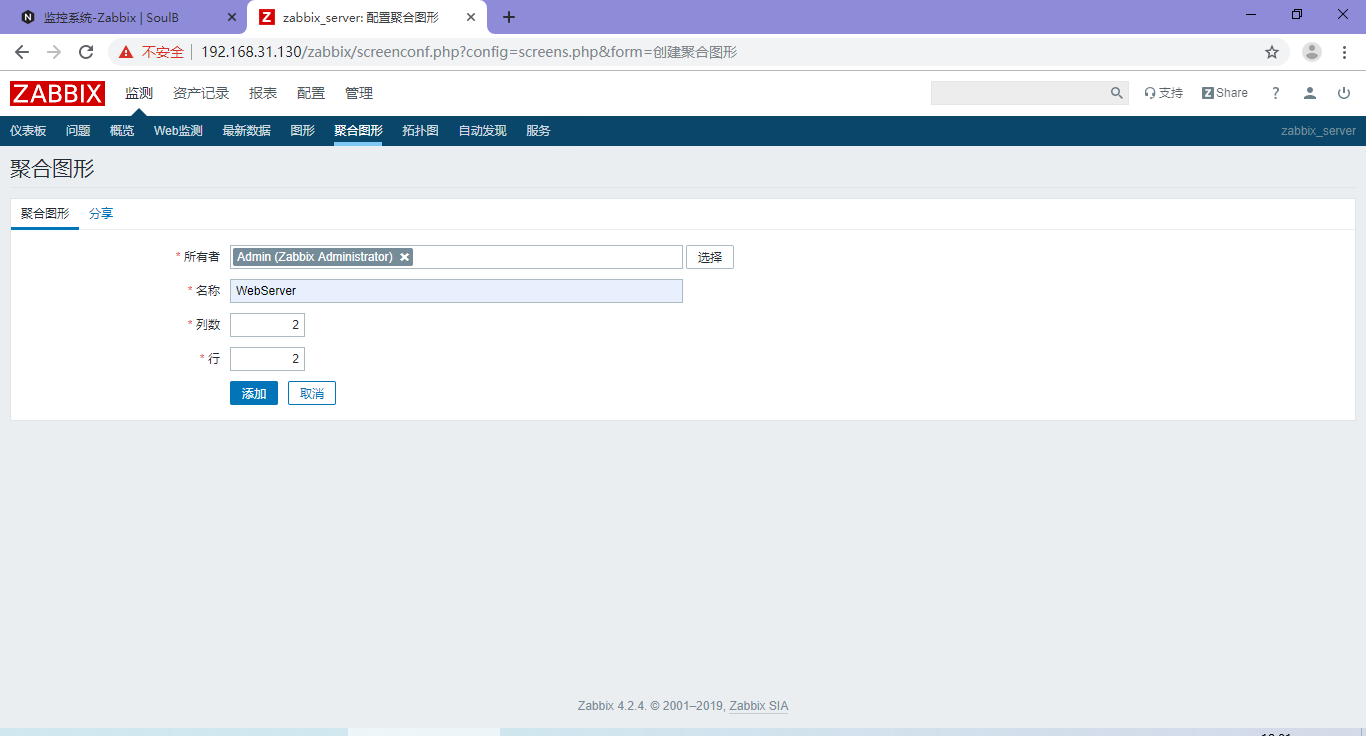 监控系统-Zabbix | SoulB
zabbix_server: 配置聚合图形
不安全 192.168.31.130/zabbix/screenconf.php?config=screens.php&form=创建聚合图形
ZABBIX 监测 资产记录 报表 配置 管理 支持 Z Share ?
仪表板 问题 概览 Web监测 最新数据 图形 聚合图形 拓扑图 自动发现 服务 zabbix_server
聚合图形
聚合图形 分享
* 所有者 Admin (Zabbix Administrator) 选择
* 名称 WebServer
* 列数 2
* 行 2
添加 取消
Zabbix 4.2.4. © 2001–2019, Zabbix SIA